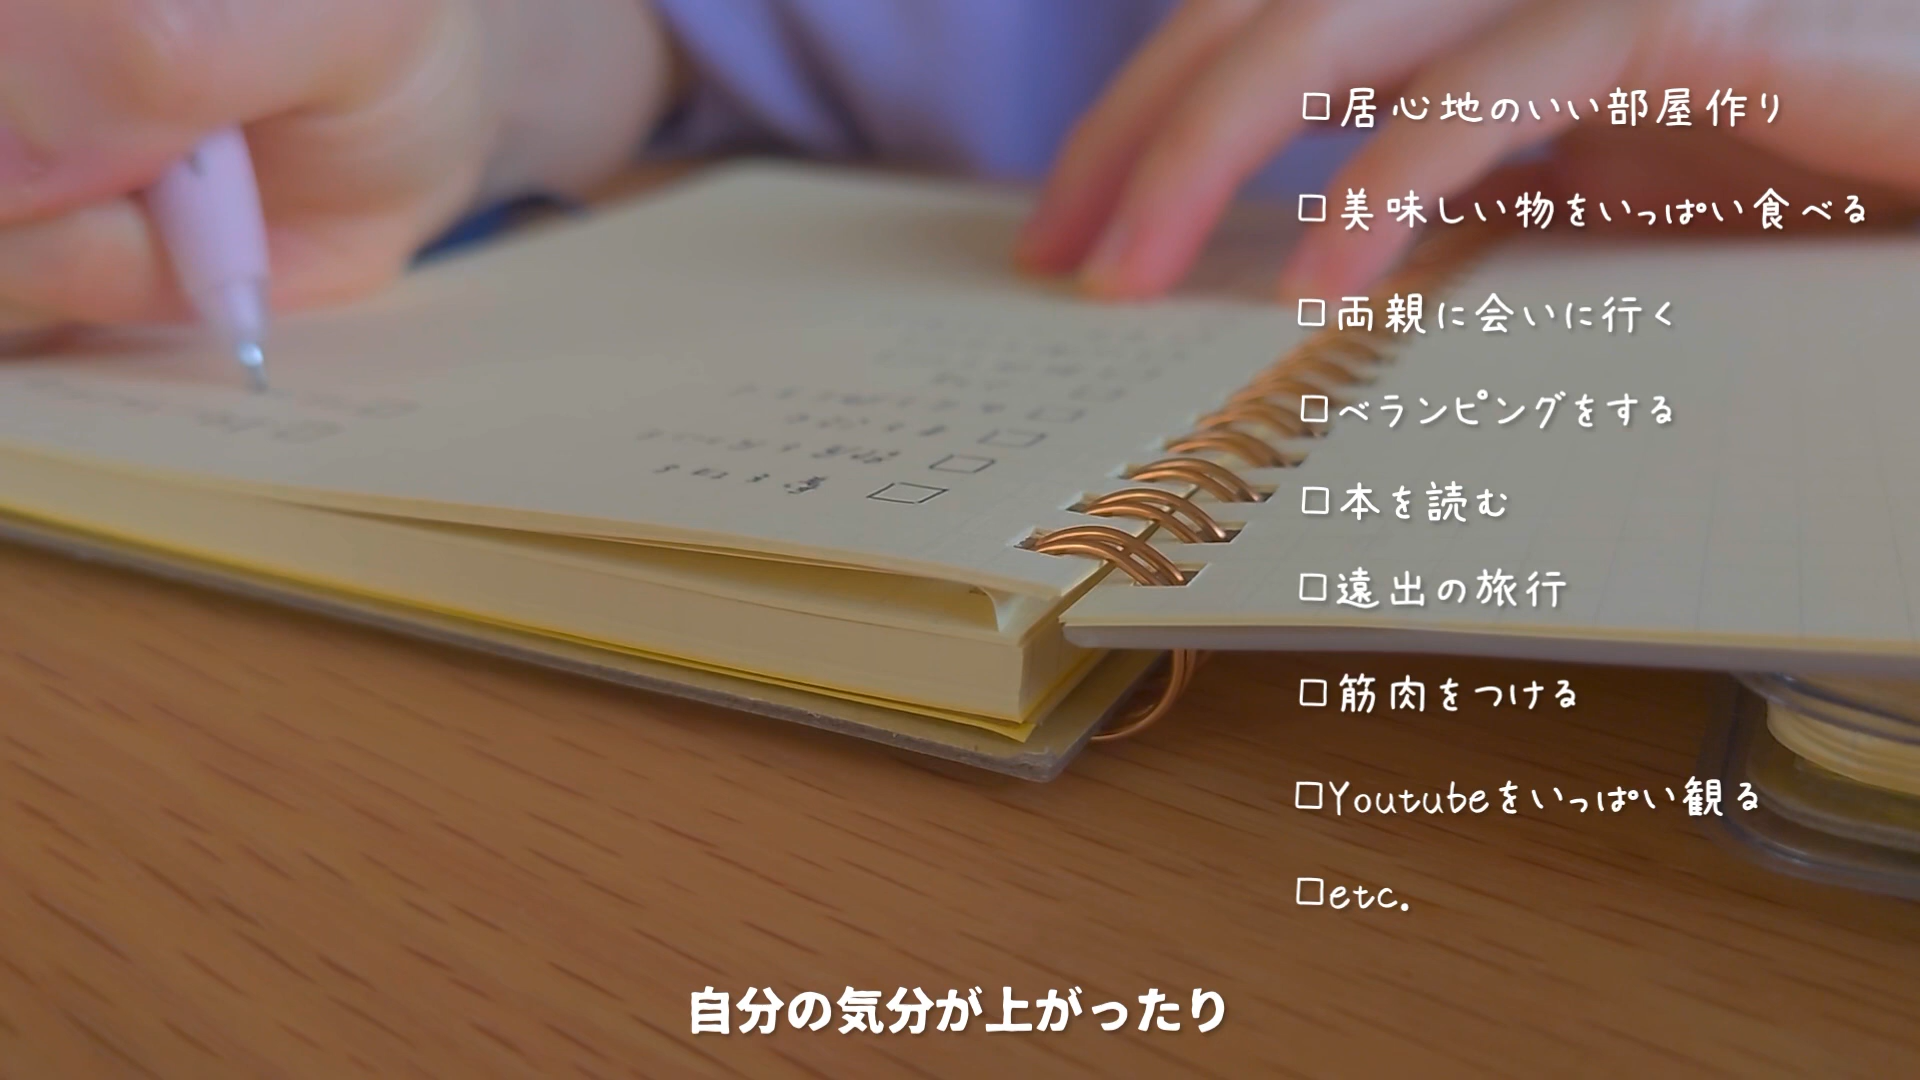 □居心地のいい部屋作り
□美味しい物をいっぱい食べる
□両親に会いに行く
□ベランピングをする
□本を読む
□遠出の旅行
□筋肉をつける
□Youtubeをいっぱい観る
□etc.
自分の気分が上がったり